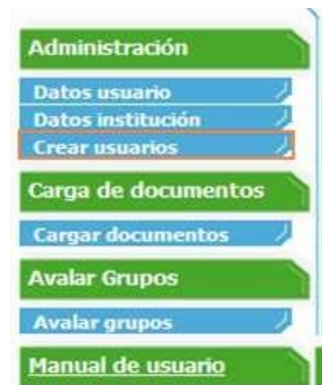 Administración
Datos usuario
Datos institución
Crear usuarios
Carga de documentos
Cargar documentos
Avalar Grupos
Avalar grupos
Manual de usuario